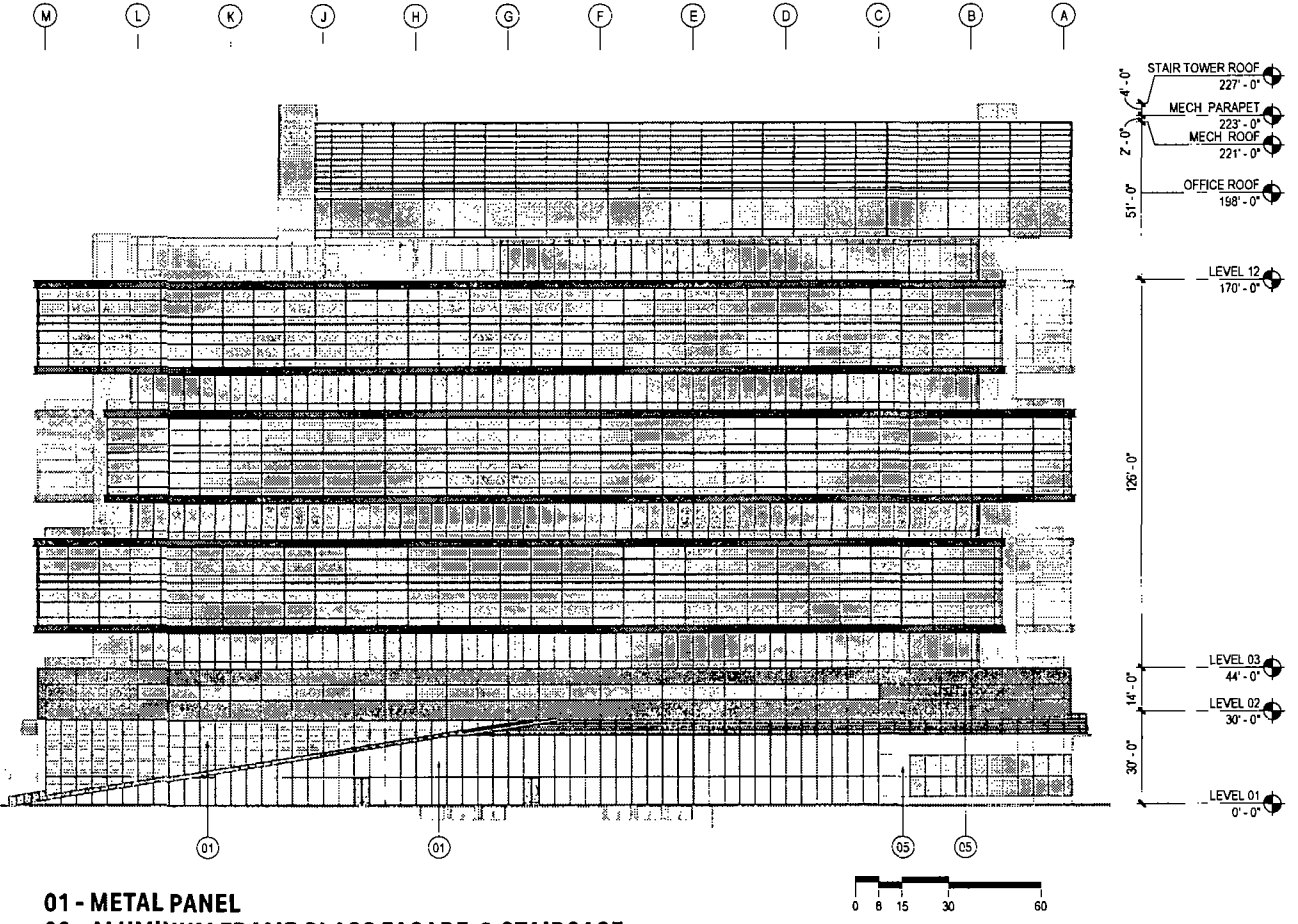 M L K J H G F E D C B A
STAIR TOWER ROOF
227' - 0"
4'- 0"
MECH PARAPET
223' - 0"
2'- 0"
MECH ROOF
221' - 0"
OFFICE ROOF
198' - 0"
51' - 0"
LEVEL 12
170' - 0"
126' - 0"
LEVEL 03
44' - 0"
14' - 0"
LEVEL 02
30' - 0"
30' - 0"
LEVEL 01
0' - 0"
01 01 05 05
0 8 15 30 60
01 - METAL PANEL